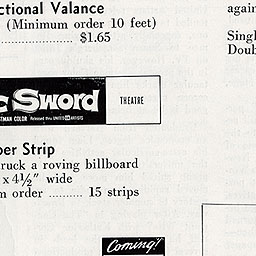 ctional Valance
(Minimum order 10 feet)
$1.65
c Sword
TMAN COLOR Released thru UNITED ARTISTS
THEATRE
per Strip
ruck a roving billboard
x 4½" wide
m order .......... 15 strips
Coming!
again
Singl
Doub